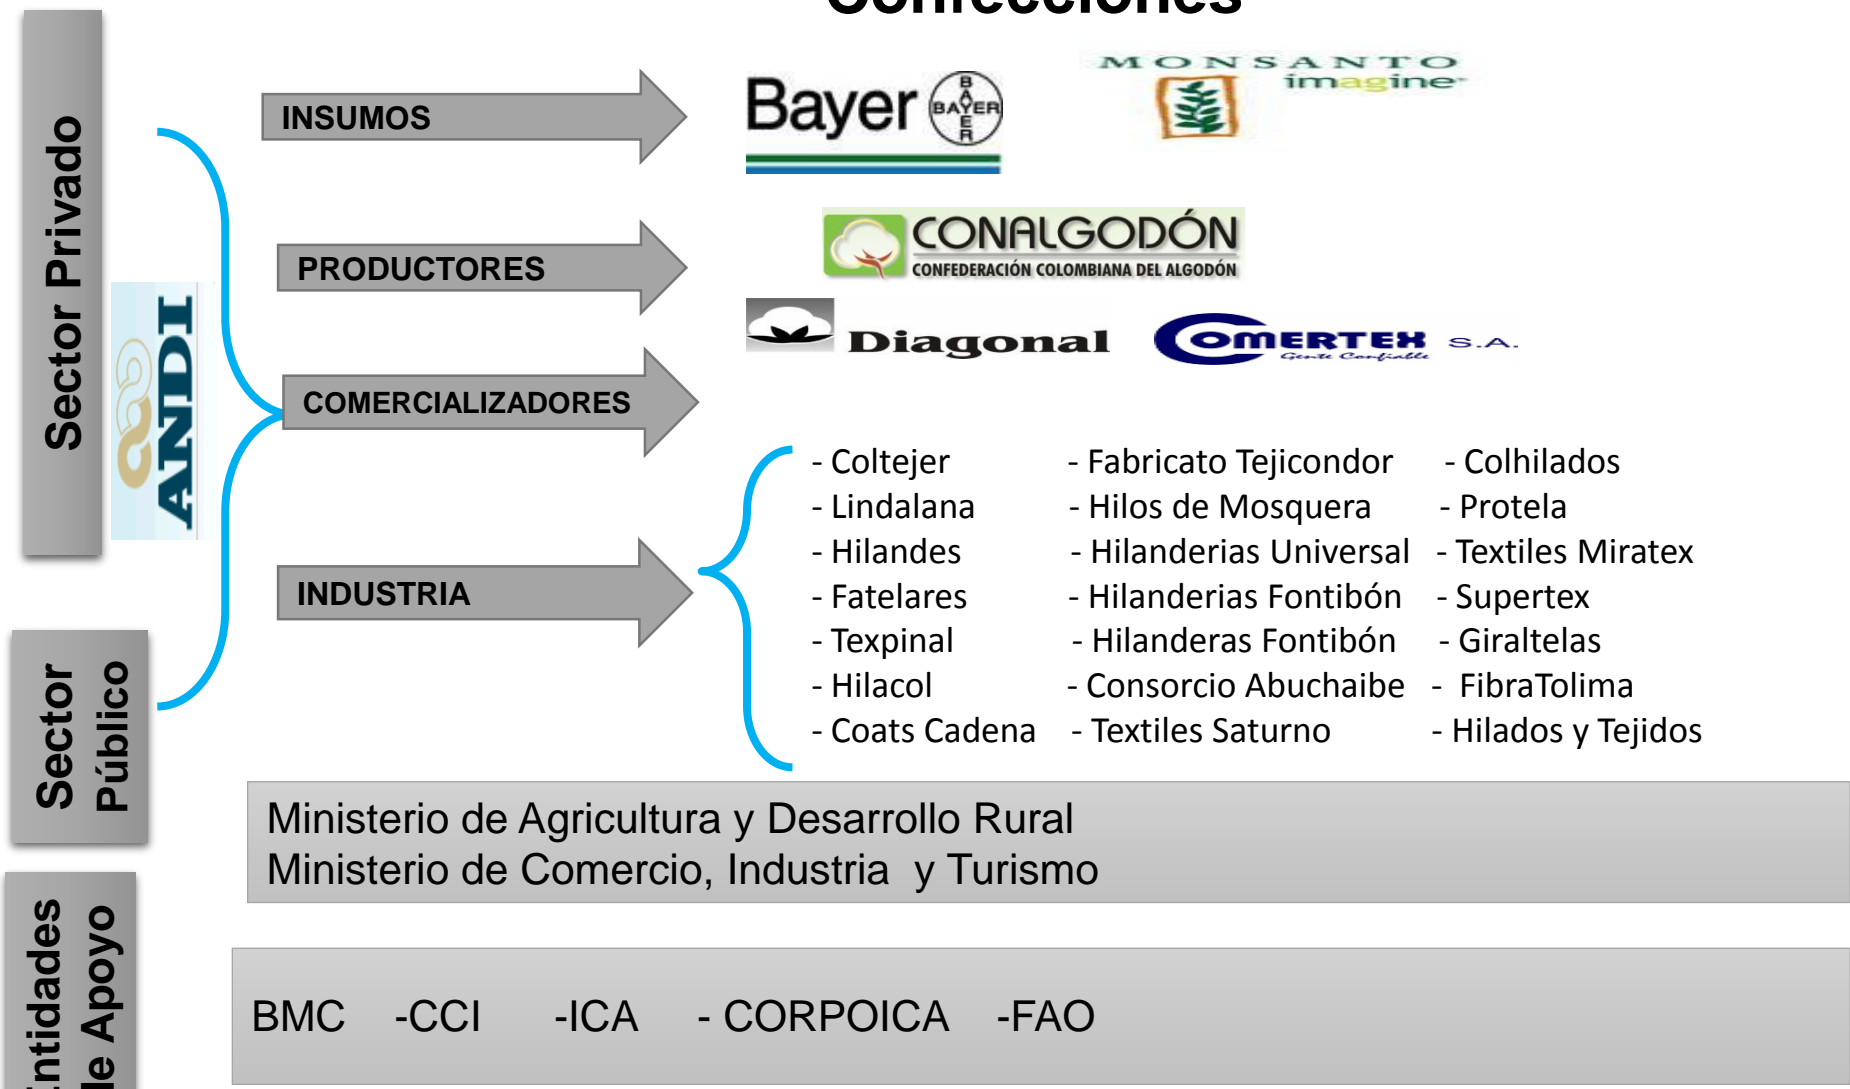 Confecciones
Sector Privado
ANDI
INSUMOS
Bayer
BAYER
BAYER
MONSANTO
imagine
PRODUCTORES
CONALGODÓN
CONFEDERACIÓN COLOMBIANA DEL ALGODÓN
Diagonal
COMERTEX S.A.
Gente Confiable
COMERCIALIZADORES
INDUSTRIA
- Coltejer - Fabricato Tejicondor - Colhilados
- Lindalana - Hilos de Mosquera - Protela
- Hilandes - Hilanderias Universal - Textiles Miratex
- Fatelares - Hilanderias Fontibón - Supertex
- Texpinal - Hilanderas Fontibón - Giraltelas
- Hilacol - Consorcio Abuchaibe - FibraTolima
- Coats Cadena - Textiles Saturno - Hilados y Tejidos
Sector
Público
Ministerio de Agricultura y Desarrollo Rural
Ministerio de Comercio, Industria y Turismo
Entidades
de Apoyo
BMC -CCI -ICA - CORPOICA -FAO